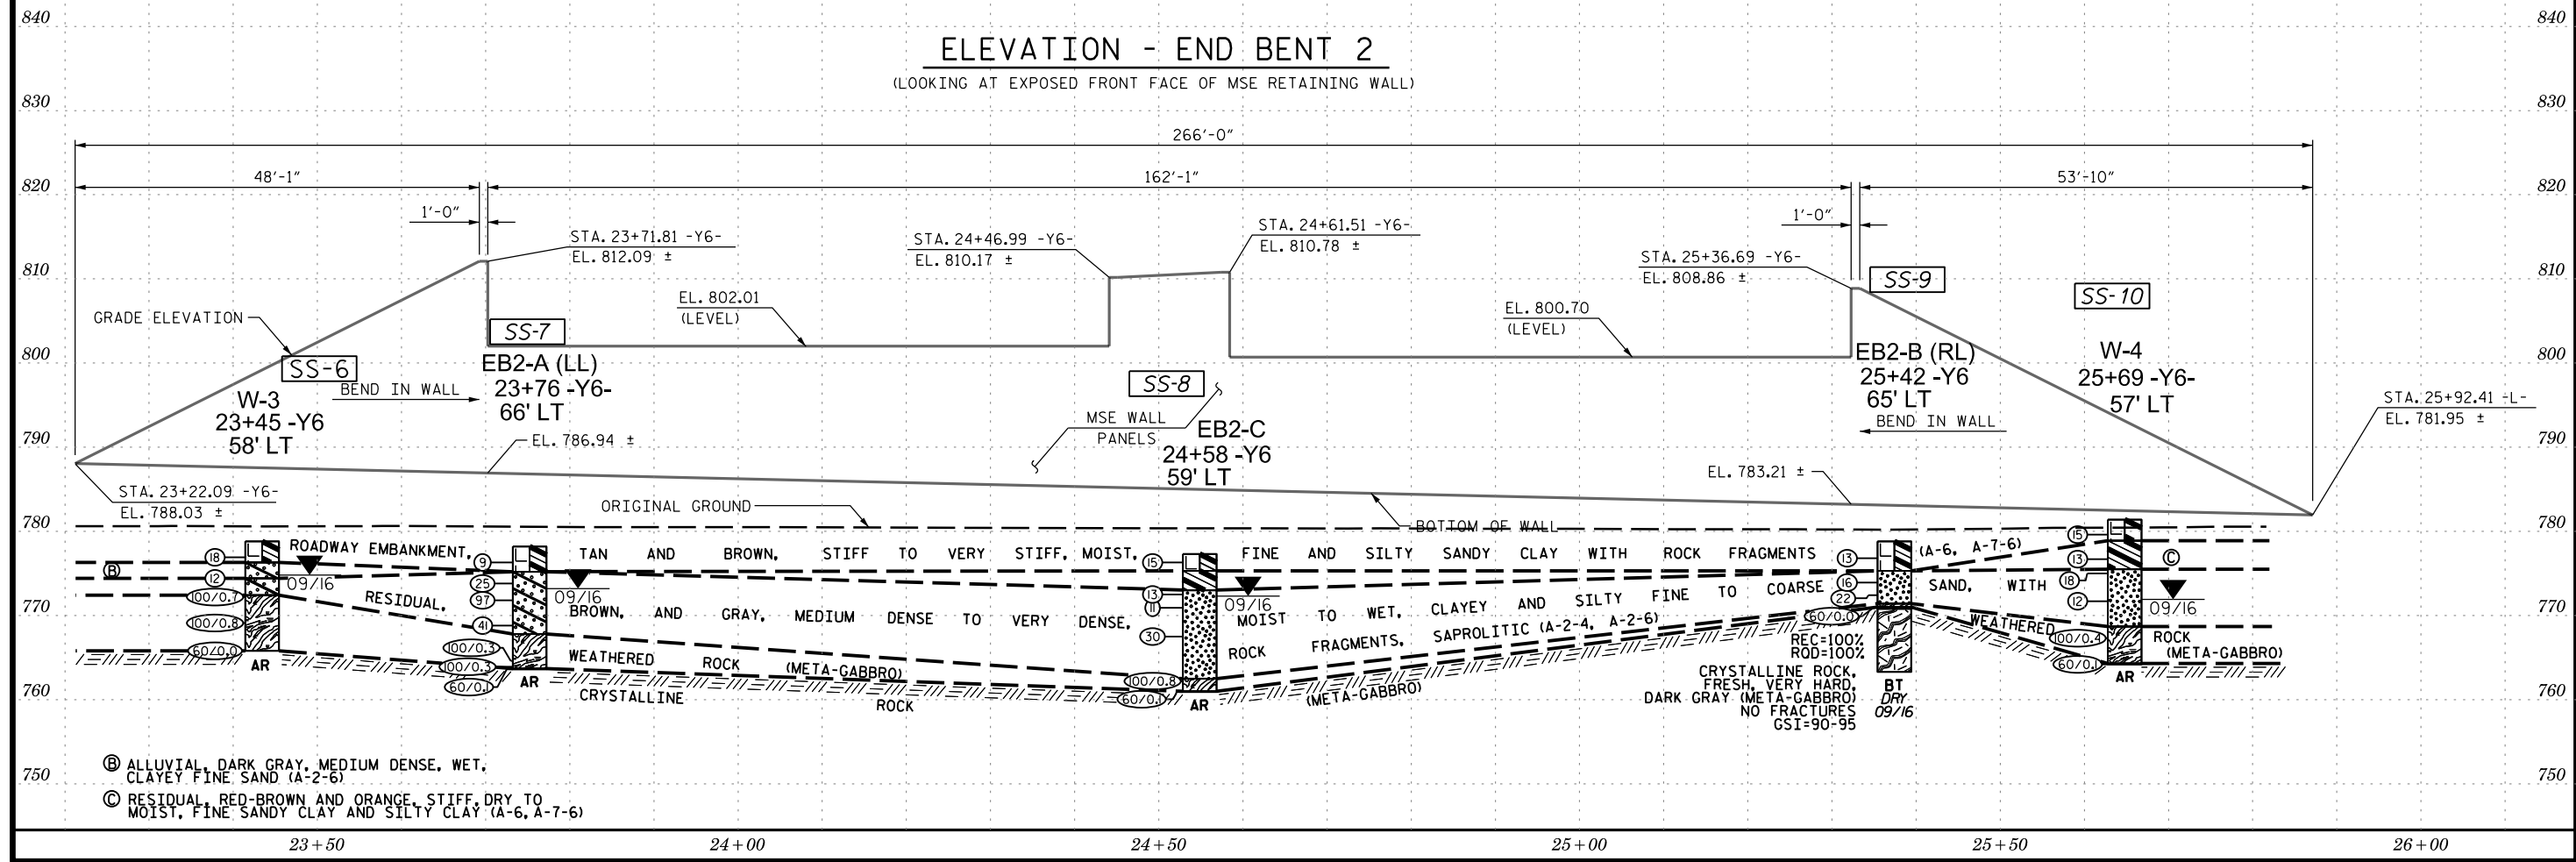 840
840
ELEVATION - END BENT 2
(LOOKING AT EXPOSED FRONT FACE OF MSE RETAINING WALL)
830
830
266'-0"
820
48'-1"
162'-1"
53'-10"
820
1'-0"
1'-0"
STA. 23+71.81 -Y6-
EL. 812.09 ±
STA. 24+46.99 -Y6-
EL. 810.17 ±
STA. 24+61.51 -Y6-
EL. 810.78 ±
STA. 25+36.69 -Y6-
EL. 808.86 ±
810
SS-9
810
SS-10
EL. 802.01
(LEVEL)
EL. 800.70
(LEVEL)
GRADE ELEVATION
SS-7
800
SS-6
EB2-A (LL)
23+76 -Y6-
66' LT
BEND IN WALL
SS-8
EB2-B (RL)
25+42 -Y6
65' LT
W-4
25+69 -Y6-
57' LT
800
W-3
23+45 -Y6
58' LT
MSE WALL
PANELS
EB2-C
24+58 -Y6
59' LT
BEND IN WALL
STA. 25+92.41 -L-
EL. 781.95 ±
790
EL. 786.94 ±
790
EL. 783.21 ±
STA. 23+22.09 -Y6-
EL. 788.03 ±
ORIGINAL GROUND
BOTTOM OF WALL
780
780
15
18
ROADWAY EMBANKMENT, TAN AND BROWN, STIFF TO VERY STIFF, MOIST, FINE AND SILTY SANDY CLAY WITH ROCK FRAGMENTS (A-6, A-7-6)
9
15
13
13
C
B
12
09/16
25
09/16
13
09/16
16
18
09/16
100/0.7
97
11
22
12
770
RESIDUAL, BROWN, AND GRAY, MEDIUM DENSE TO VERY DENSE, MOIST TO WET, CLAYEY AND SILTY FINE TO COARSE SAND, WITH
ROCK FRAGMENTS, SAPROLITIC (A-2-4, A-2-6)
770
100/0.8
41
30
60/0.0
100/0.4
60/0.0
100/0.3
100/0.3
60/0.1
100/0.8
60/0.1
60/0.1
WEATHERED ROCK (META-GABBRO)
WEATHERED ROCK
(META-GABBRO)
CRYSTALLINE ROCK (META-GABBRO)
AR
AR
AR
AR
REC=100%
RQD=100%
CRYSTALLINE ROCK,
FRESH, VERY HARD,
DARK GRAY (META-GABBRO)
NO FRACTURES
GSI=90-95
BT
DRY
09/16
760
760
B ALLUVIAL, DARK GRAY, MEDIUM DENSE, WET,
CLAYEY FINE SAND (A-2-6)
750
750
C RESIDUAL, RED-BROWN AND ORANGE, STIFF, DRY TO
MOIST, FINE SANDY CLAY AND SILTY CLAY (A-6, A-7-6)
23+50
24+00
24+50
25+00
25+50
26+00